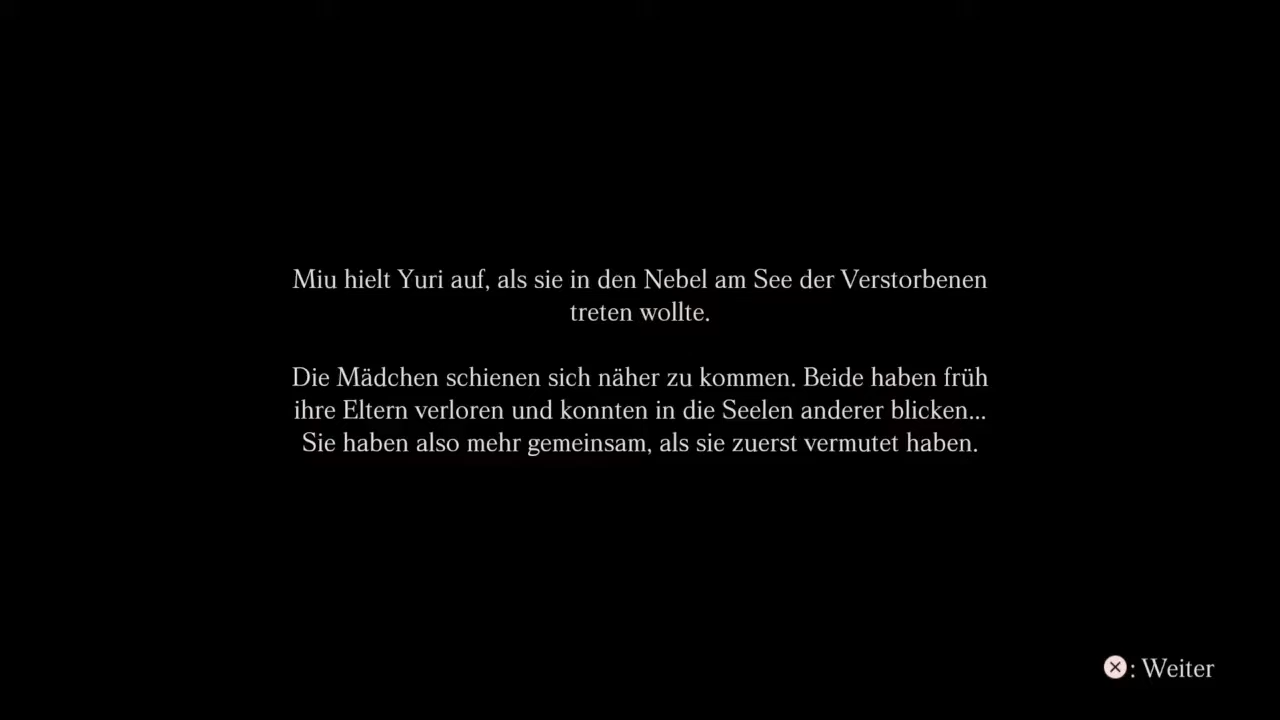 Miu hielt Yuri auf, als sie in den Nebel am See der Verstorbenen
treten wollte.
Die Mädchen schienen sich näher zu kommen. Beide haben früh
ihre Eltern verloren und konnten in die Seelen anderer blicken...
Sie haben also mehr gemeinsam, als sie zuerst vermutet haben.
ⓧ: Weiter